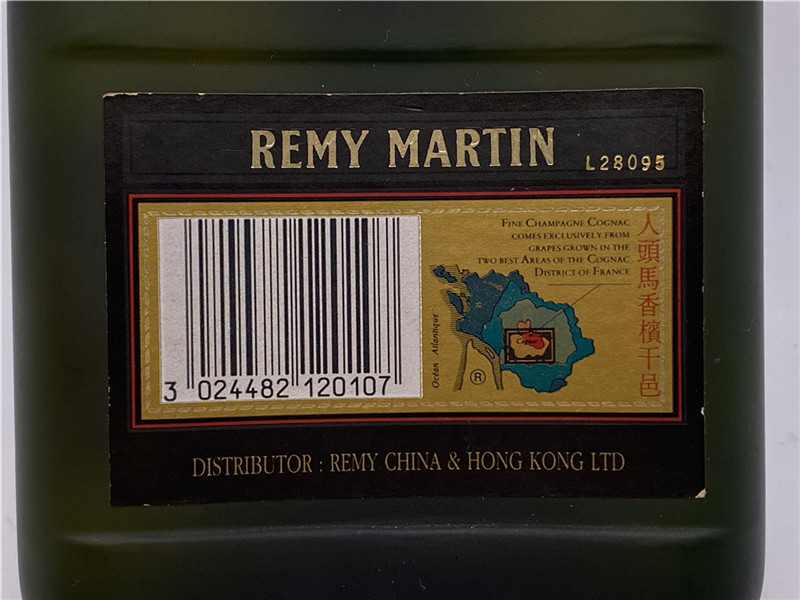 REMY MARTIN
L28095
FINE CHAMPAGNE COGNAC
COMES EXCLUSIVELY FROM
GRAPES GROWN IN THE
TWO BEST AREAS OF THE COGNAC
DISTRICT OF FRANCE
人頭馬香檳干邑
Océan Atlantique
Cognac
®
3 024482 120107
DISTRIBUTOR : REMY CHINA & HONG KONG LTD